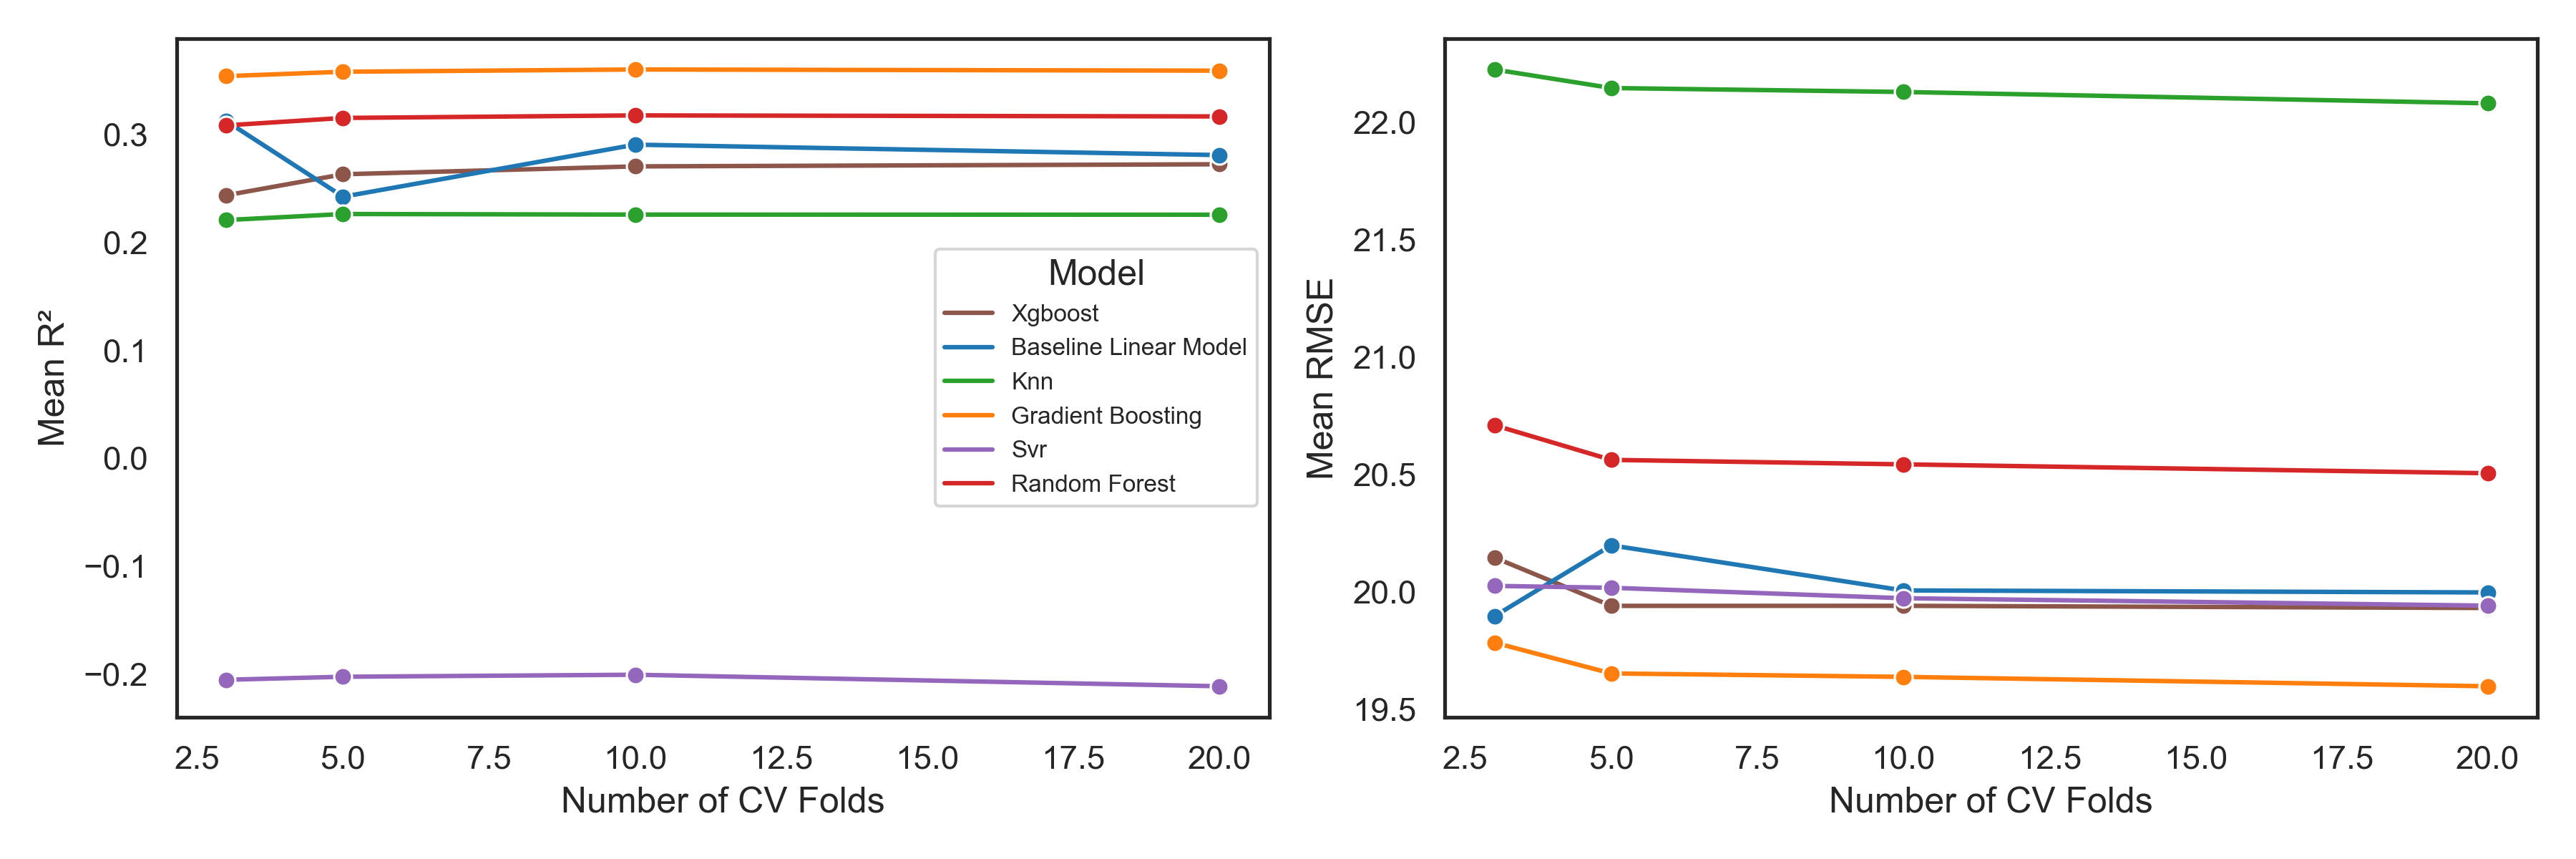 Mean R²
0.3
0.2
0.1
0.0
−0.1
−0.2
2.5 5.0 7.5 10.0 12.5 15.0 17.5 20.0
Number of CV Folds
Model
Xgboost
Baseline Linear Model
Knn
Gradient Boosting
Svr
Random Forest
Mean RMSE
22.0
21.5
21.0
20.5
20.0
19.5
2.5 5.0 7.5 10.0 12.5 15.0 17.5 20.0
Number of CV Folds